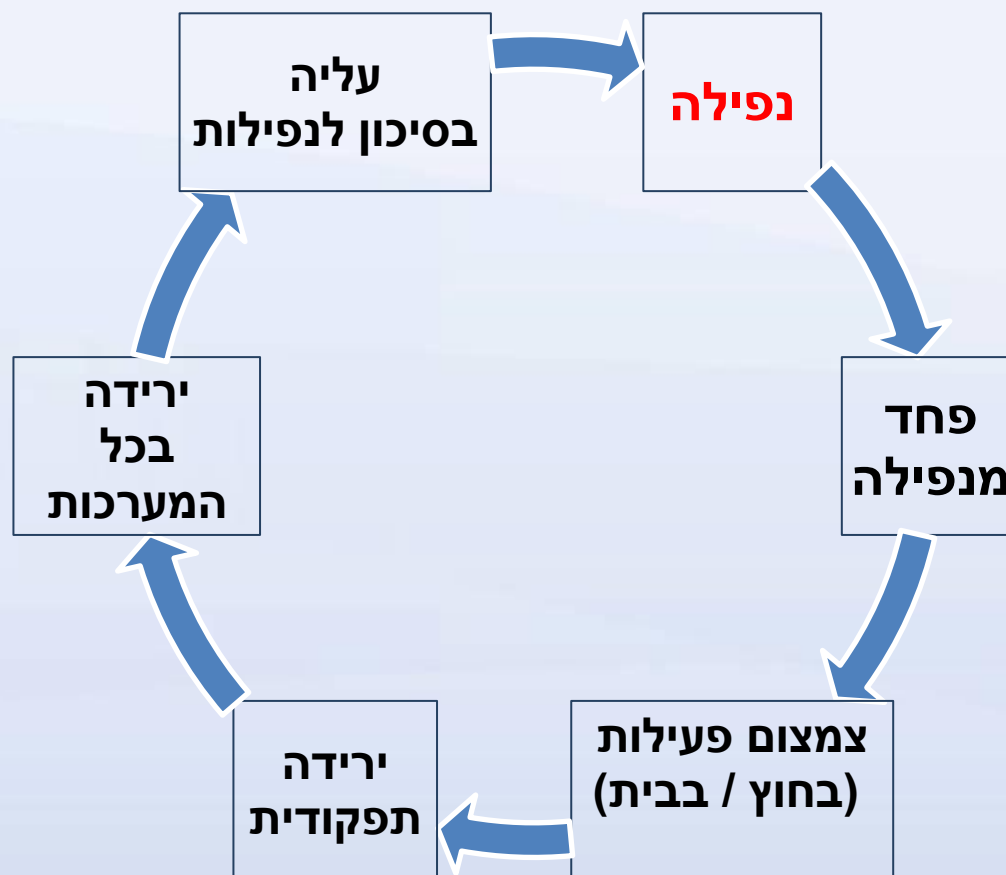 נפילה
פחד
מנפילה
צמצום פעילות
(בחוץ / בבית)
ירידה
תפקודית
ירידה
בכל
המערכות
עליה
בסיכון לנפילות